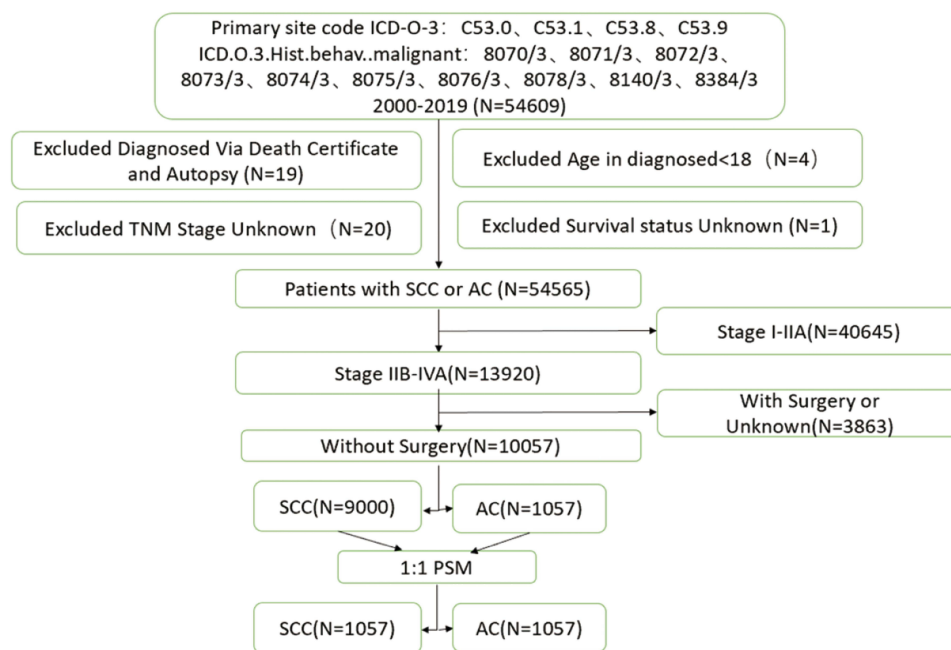 Primary site code ICD-O-3： C53.0、C53.1、C53.8、C53.9
ICD.O.3.Hist.behav..malignant： 8070/3、8071/3、8072/3、
8073/3、8074/3、8075/3、8076/3、8078/3、8140/3、8384/3
2000-2019 (N=54609)
Excluded Diagnosed Via Death Certificate
and Autopsy (N=19)
Excluded Age in diagnosed<18（N=4）
Excluded TNM Stage Unknown（N=20)
Excluded Survival status Unknown (N=1)
Patients with SCC or AC (N=54565)
Stage I-IIA(N=40645)
Stage IIB-IVA(N=13920)
With Surgery or
Unknown(N=3863)
Without Surgery(N=10057)
SCC(N=9000)
AC(N=1057)
1:1 PSM
SCC(N=1057)
AC(N=1057)